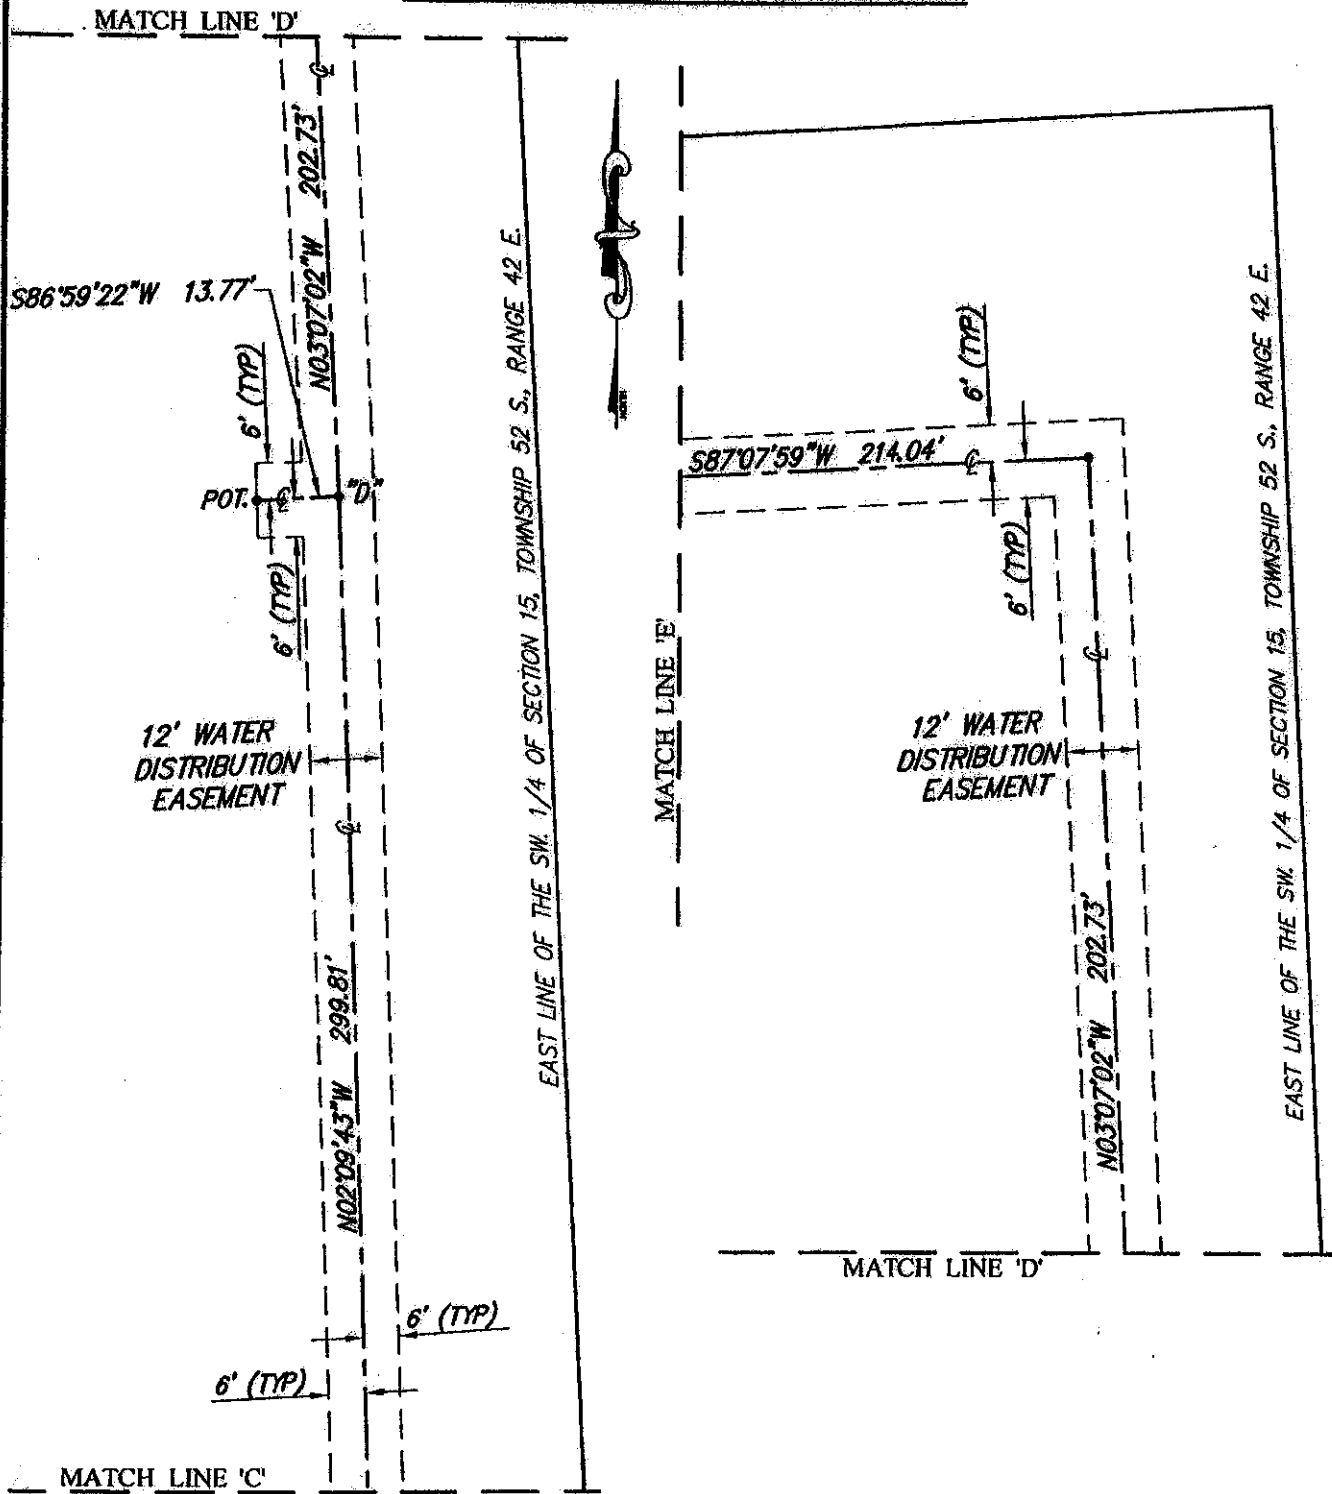 MATCH LINE 'D'
N03°07'02"W 202.73'
S86°59'22"W 13.77'
6' (TYP)
POT.
"D"
6' (TYP)
12' WATER
DISTRIBUTION
EASEMENT
N02°09'43"W 299.81'
6' (TYP)
6' (TYP)
MATCH LINE 'C'
EAST LINE OF THE SW. 1/4 OF SECTION 15, TOWNSHIP 52 S., RANGE 42 E.
NORTH
MATCH LINE 'E'
6' (TYP)
S87°07'59"W 214.04'
6' (TYP)
12' WATER
DISTRIBUTION
EASEMENT
N03°07'02"W 202.73'
MATCH LINE 'D'
EAST LINE OF THE SW. 1/4 OF SECTION 15, TOWNSHIP 52 S., RANGE 42 E.